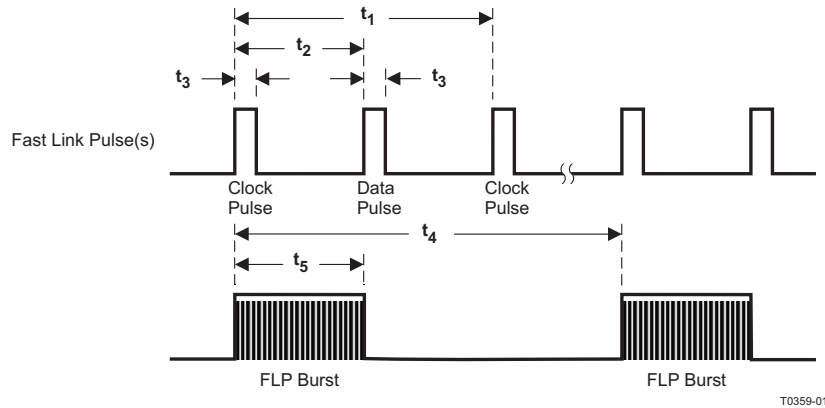 t1
t2
t3
t3
Fast Link Pulse(s)
Clock
Pulse
Data
Pulse
Clock
Pulse
t4
t5
FLP Burst
FLP Burst
T0359-01